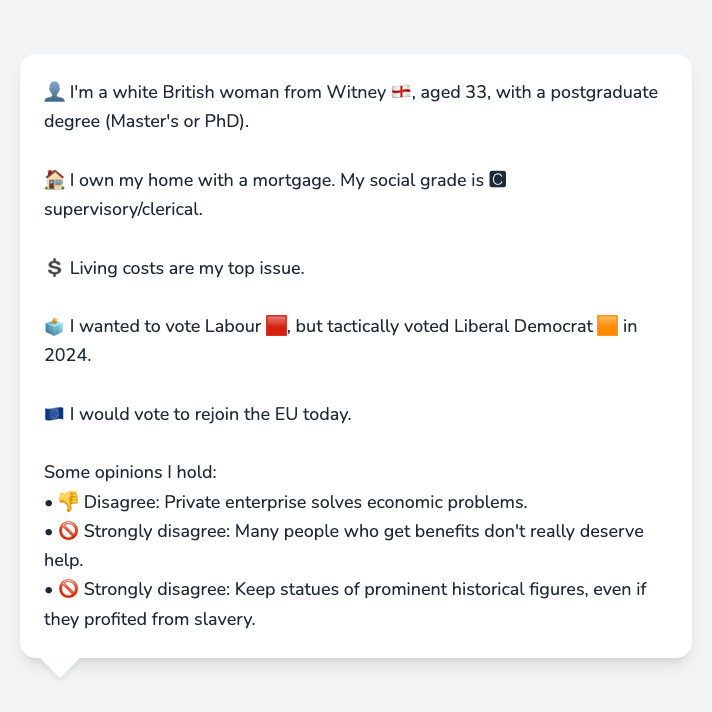 👤 I'm a white British woman from Witney 🏴󠁧󠁢󠁥󠁮󠁧󠁿, aged 33, with a postgraduate
degree (Master's or PhD).
🏠 I own my home with a mortgage. My social grade is 🅲
supervisory/clerical.
💲 Living costs are my top issue.
🗳️ I wanted to vote Labour 🟥, but tactically voted Liberal Democrat 🟧 in
2024.
🇪🇺 I would vote to rejoin the EU today.
Some opinions I hold:
• 👎 Disagree: Private enterprise solves economic problems.
• 🚫 Strongly disagree: Many people who get benefits don't really deserve
help.
• 🚫 Strongly disagree: Keep statues of prominent historical figures, even if
they profited from slavery.